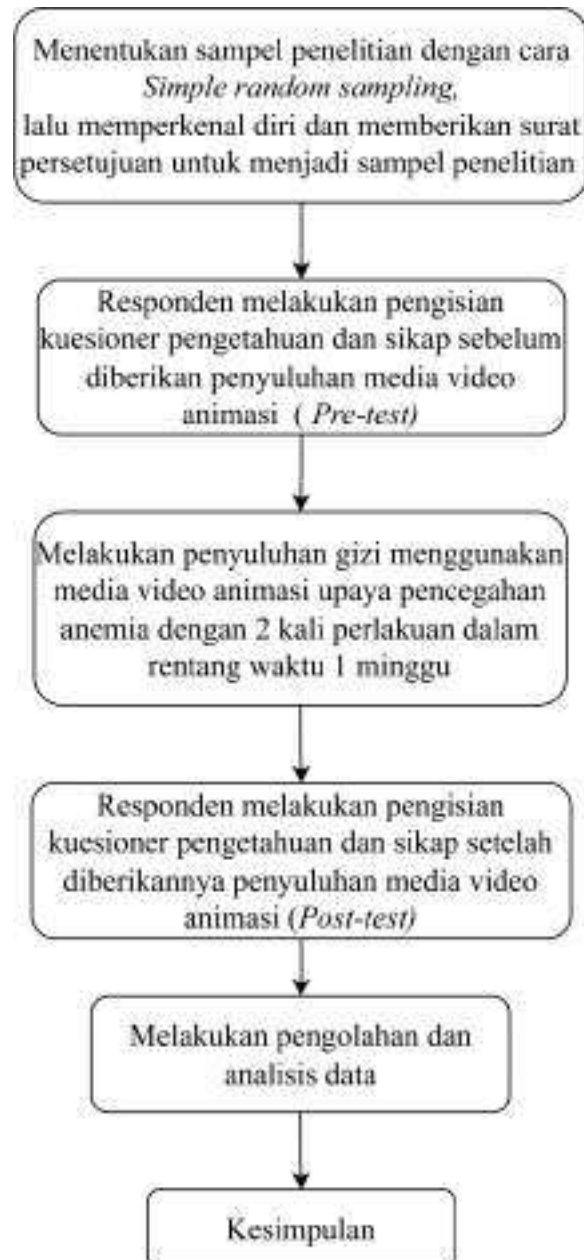 Menentukan sampel penelitian dengan cara
Simple random sampling,
lalu memperkenal diri dan memberikan surat
persetujuan untuk menjadi sampel penelitian
Responden melakukan pengisian
kuesioner pengetahuan dan sikap sebelum
diberikan penyuluhan media video
animasi ( Pre-test)
Melakukan penyuluhan gizi menggunakan
media video animasi upaya pencegahan
anemia dengan 2 kali perlakuan dalam
rentang waktu 1 minggu
Responden melakukan pengisian
kuesioner pengetahuan dan sikap setelah
diberikannya penyuluhan media video
animasi (Post-test)
Melakukan pengolahan dan
analisis data
Kesimpulan